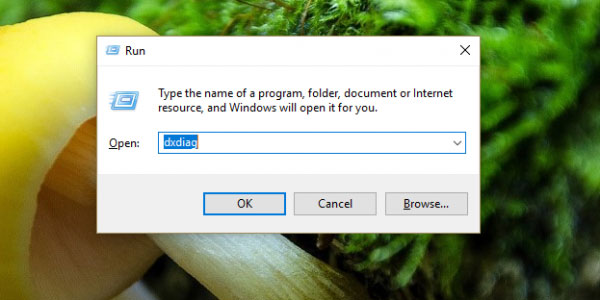 Run
Type the name of a program, folder, document or Internet
resource, and Windows will open it for you.
Open: dxdiag
OK Cancel Browse...